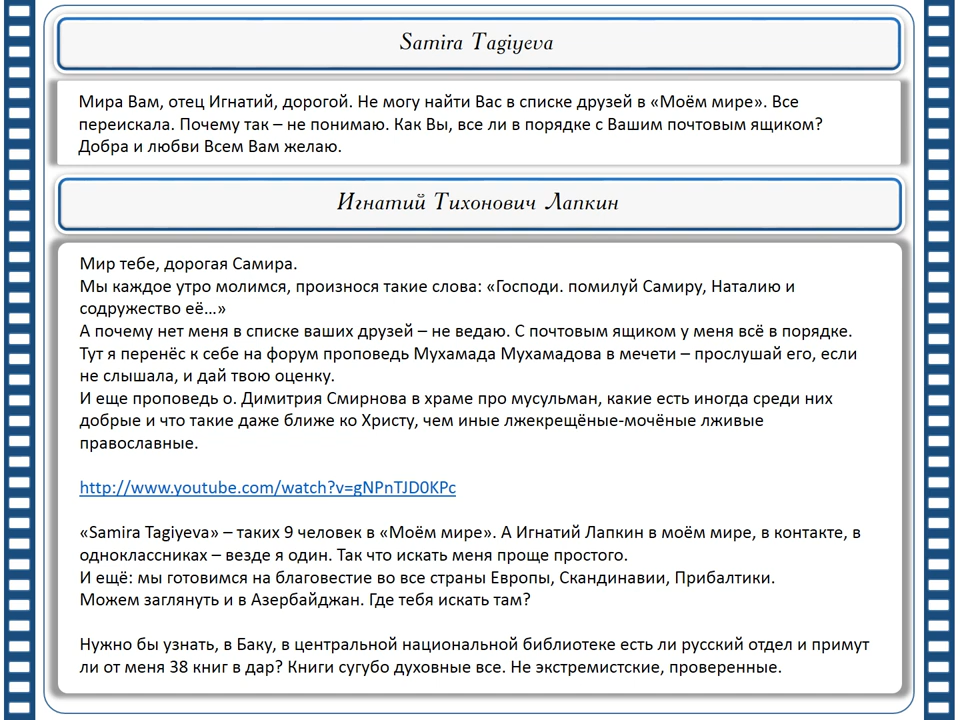 Samira Tagiyeva
Мира Вам, отец Игнатий, дорогой. Не могу найти Вас в списке друзей в «Моём мире». Все
переискала. Почему так – не понимаю. Как Вы, все ли в порядке с Вашим почтовым ящиком?
Добра и любви Всем Вам желаю.
Игнатий Тихонович Лапкин
Мир тебе, дорогая Самира.
Мы каждое утро молимся, произнося такие слова: «Господи. помилуй Самиру, Наталию и
содружество её…»
А почему нет меня в списке ваших друзей – не ведаю. С почтовым ящиком у меня всё в порядке.
Тут я перенёс к себе на форум проповедь Мухамада Мухамадова в мечети – прослушай его, если
не слышала, и дай твою оценку.
И еще проповедь о. Димитрия Смирнова в храме про мусульман, какие есть иногда среди них
добрые и что такие даже ближе ко Христу, чем иные лжекрещёные-мочёные лживые
православные.
http://www.youtube.com/watch?v=gNPnTJD0KPc
«Samira Tagiyeva» – таких 9 человек в «Моём мире». А Игнатий Лапкин в моём мире, в контакте, в
одноклассниках – везде я один. Так что искать меня проще простого.
И ещё: мы готовимся на благовестие во все страны Европы, Скандинавии, Прибалтики.
Можем заглянуть и в Азербайджан. Где тебя искать там?
Нужно бы узнать, в Баку, в центральной национальной библиотеке есть ли русский отдел и примут
ли от меня 38 книг в дар? Книги сугубо духовные все. Не экстремистские, проверенные.